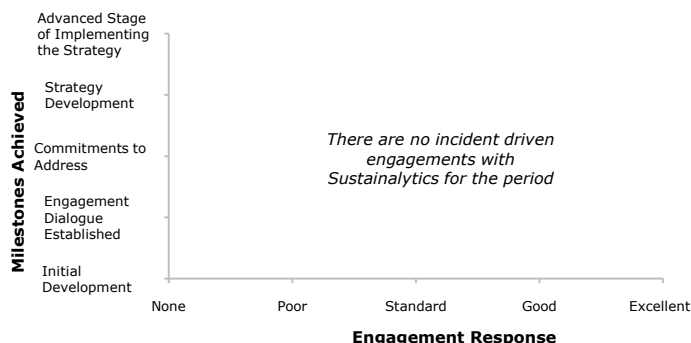 Advanced Stage
of Implementing
the Strategy
Strategy
Development
Commitments to
Address
Engagement
Dialogue
Established
Initial
Development
Milestones Achieved
There are no incident driven
engagements with
Sustainalytics for the period
None
Poor
Standard
Good
Excellent
Engagement Response